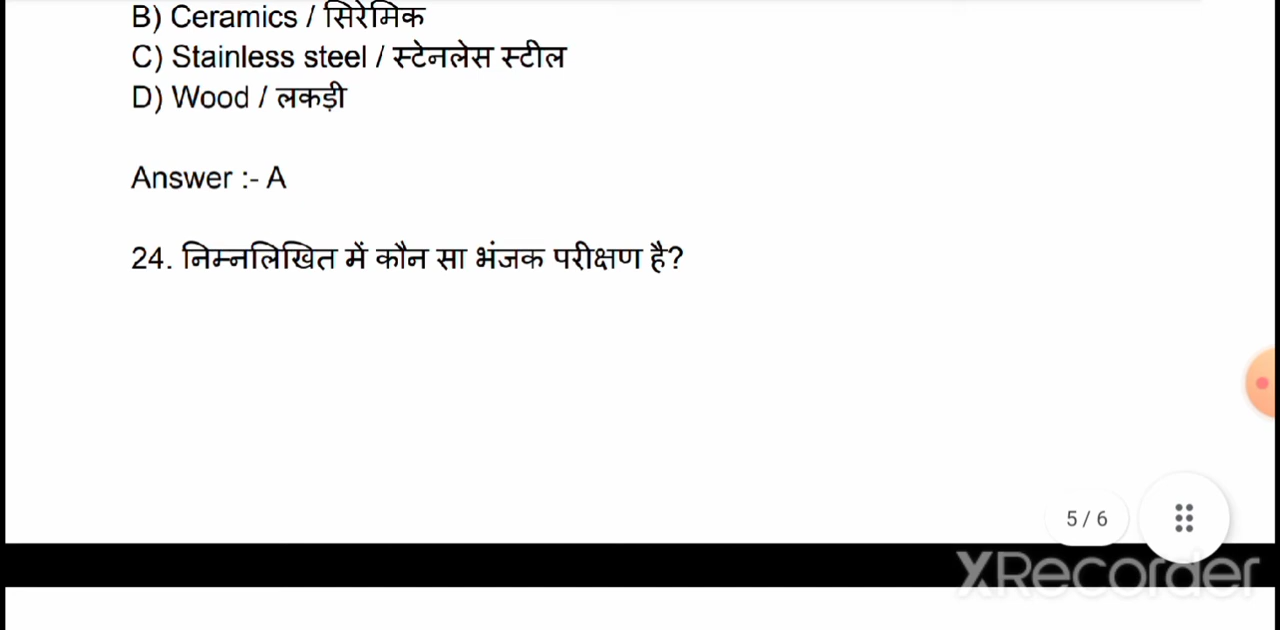 B) Ceramics / सिरेमिक
C) Stainless steel / स्टेनलेस स्टील
D) Wood / लकड़ी
Answer :- A
24. निम्नलिखित में कौन सा भंजक परीक्षण है?
5 / 6
XRecorder